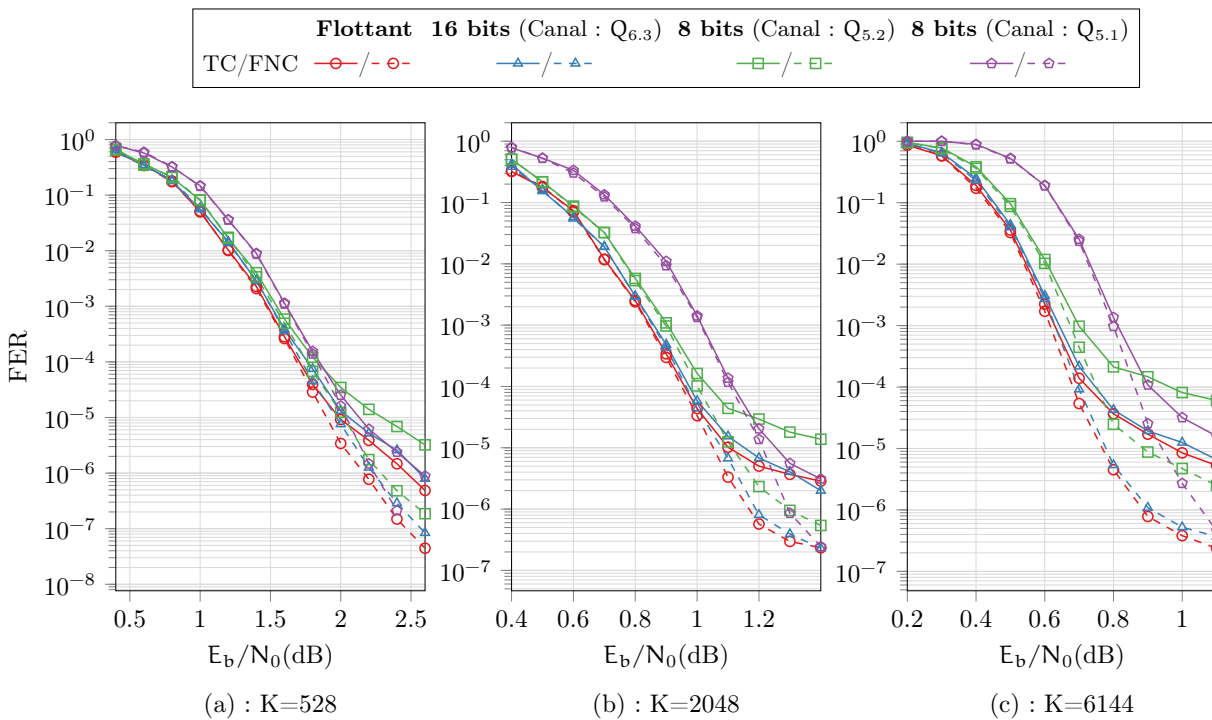 Flottant 16 bits (Canal : Q6.3) 8 bits (Canal : Q5.2) 8 bits (Canal : Q5.1)
TC/FNC / / / /
FER
10^0
10^−1
10^−2
10^−3
10^−4
10^−5
10^−6
10^−7
10^−8
0.5 1 1.5 2 2.5
Eb/N0(dB)
(a) : K=528
10^0
10^−1
10^−2
10^−3
10^−4
10^−5
10^−6
10^−7
0.4 0.6 0.8 1 1.2
Eb/N0(dB)
(b) : K=2048
10^0
10^−1
10^−2
10^−3
10^−4
10^−5
10^−6
10^−7
0.2 0.4 0.6 0.8 1
Eb/N0(dB)
(c) : K=6144